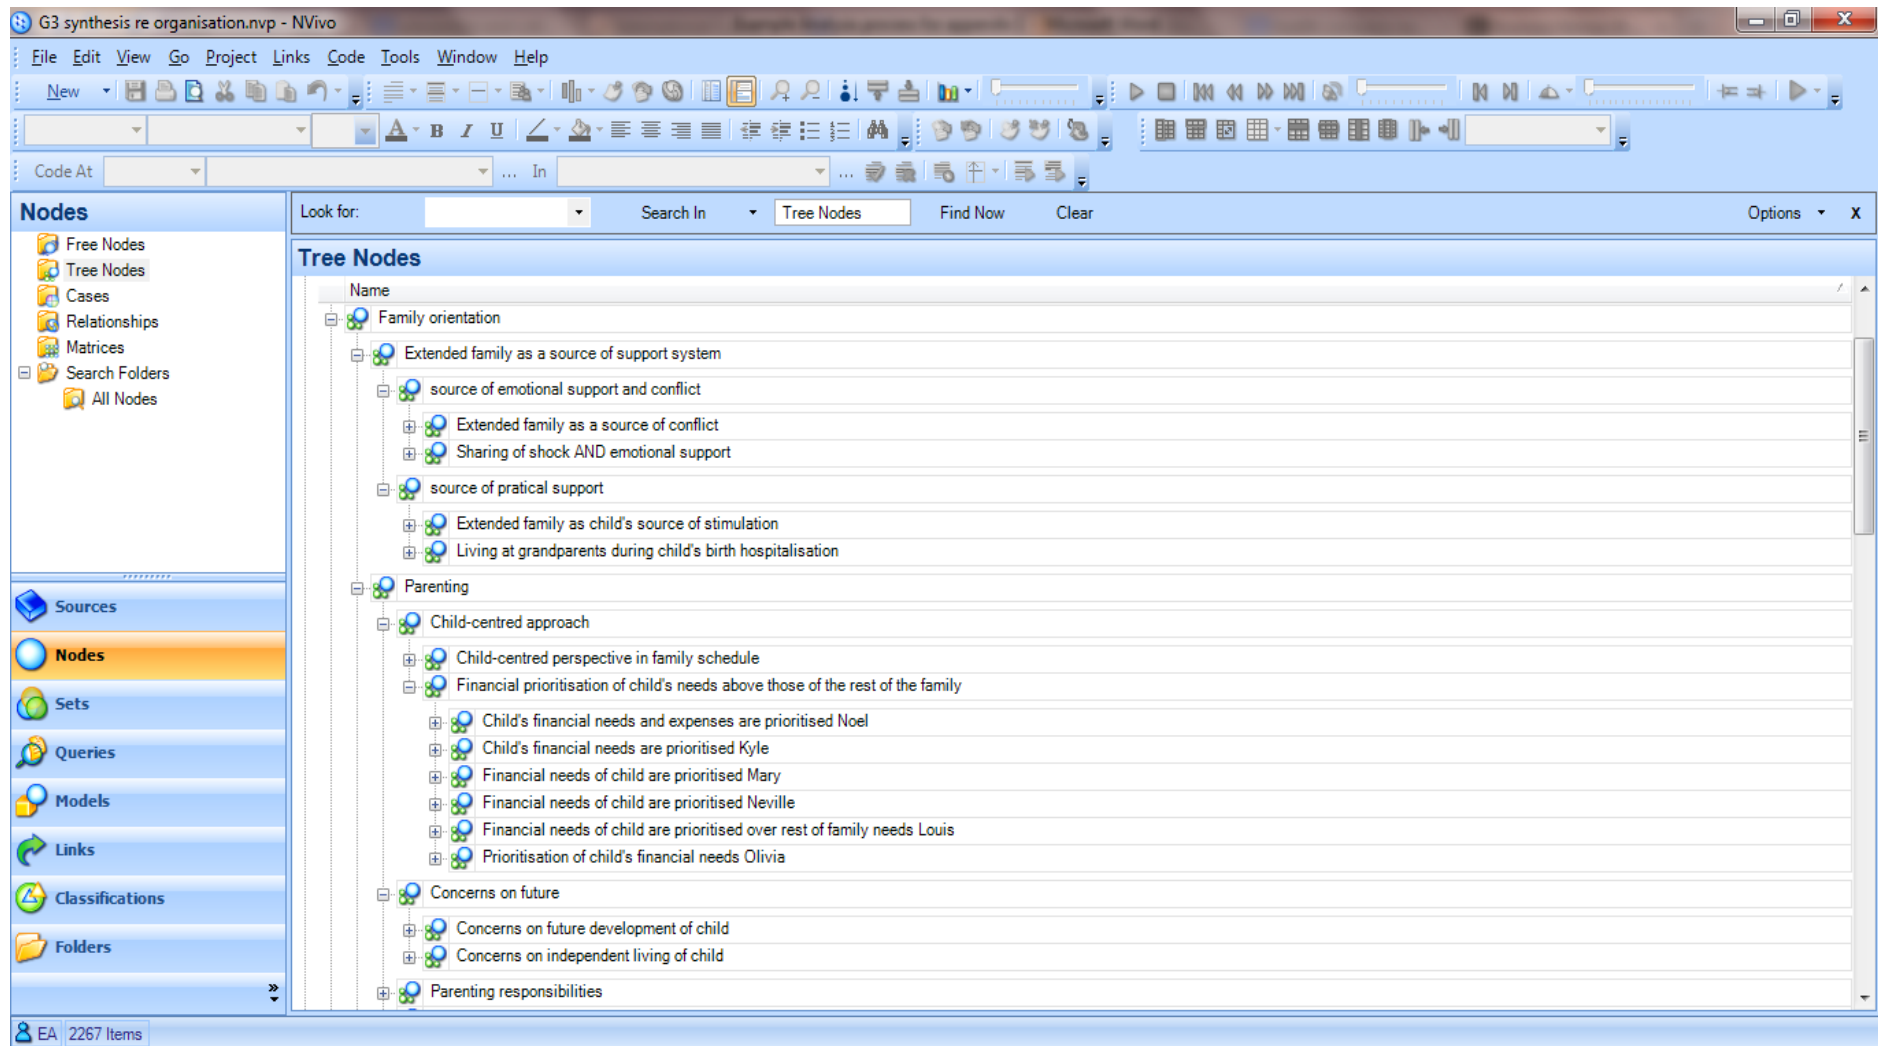 G3 synthesis re organisation.nvp - NVivo
File Edit View Go Project Links Code Tools Window Help
New
A B I U
Code At ... In ...
Nodes
Free Nodes
Tree Nodes
Cases
Relationships
Matrices
Search Folders
All Nodes
Sources
Nodes
Sets
Queries
Models
Links
Classifications
Folders
»
Look for: Search In Tree Nodes Find Now Clear Options x
Tree Nodes
Name
Family orientation
Extended family as a source of support system
source of emotional support and conflict
Extended family as a source of conflict
Sharing of shock AND emotional support
source of pratical support
Extended family as child's source of stimulation
Living at grandparents during child's birth hospitalisation
Parenting
Child-centred approach
Child-centred perspective in family schedule
Financial prioritisation of child's needs above those of the rest of the family
Child's financial needs and expenses are prioritised Noel
Child's financial needs are prioritised Kyle
Financial needs of child are prioritised Mary
Financial needs of child are prioritised Neville
Financial needs of child are prioritised over rest of family needs Louis
Prioritisation of child's financial needs Olivia
Concerns on future
Concerns on future development of child
Concerns on independent living of child
Parenting responsibilities
EA 2267 Items